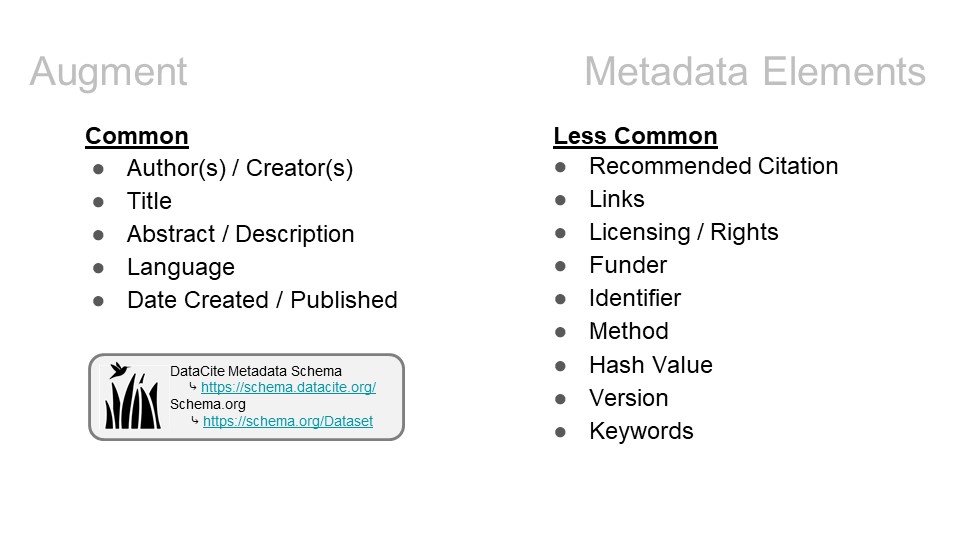 Augment
Metadata Elements
Common
● Author(s) / Creator(s)
● Title
● Abstract / Description
● Language
● Date Created / Published
DataCite Metadata Schema
↳ https://schema.datacite.org/
Schema.org
↳ https://schema.org/Dataset
Less Common
● Recommended Citation
● Links
● Licensing / Rights
● Funder
● Identifier
● Method
● Hash Value
● Version
● Keywords